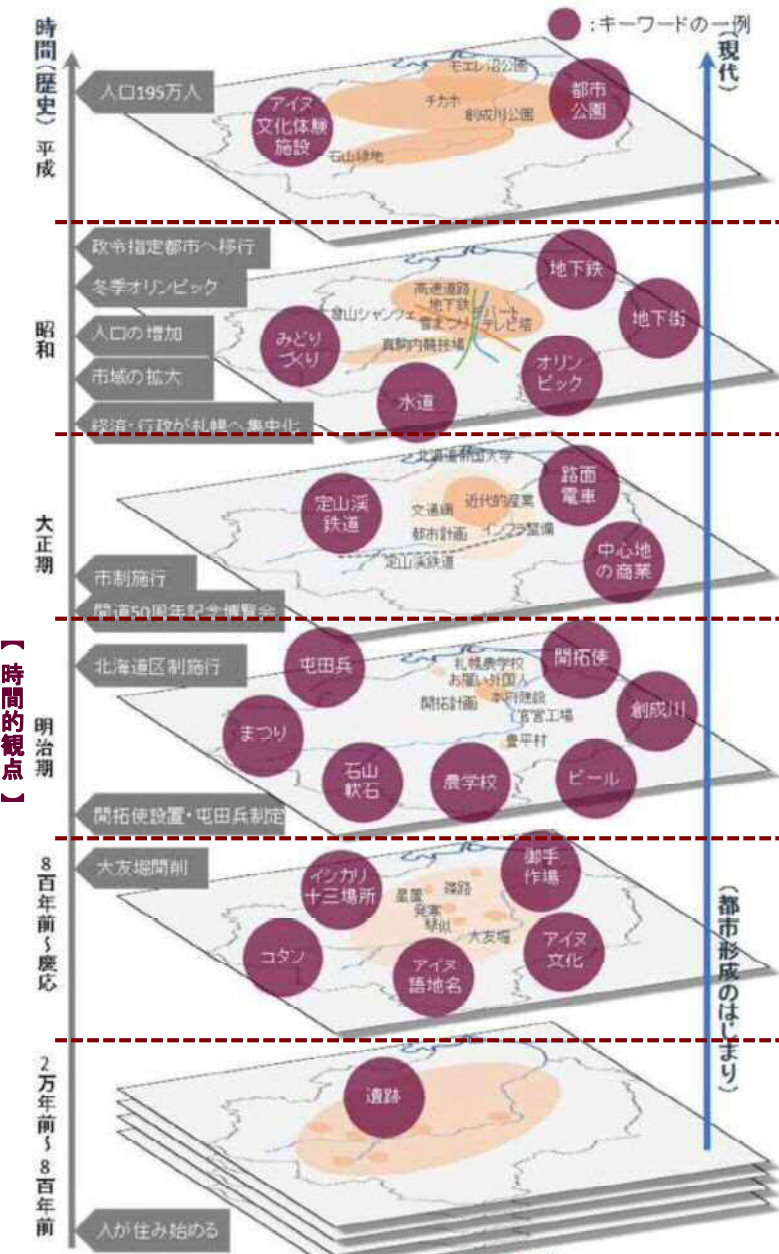 ●:キーワードの一例
時間(歴史)
(現代)
平成
人口195万人
モエレ沼公園
チカホ
創成川公園
石山緑地
アイヌ
文化体験
施設
都市
公園
昭和
政令指定都市へ移行
冬季オリンピック
人口の増加
市域の拡大
経済・行政が札幌へ集中化
高速道路
地下鉄
デパート
雪まつり
テレビ塔
真駒内競技場
みどり
づくり
水道
地下鉄
地下街
オリン
ピック
大正期
市制施行
開道50周年記念博覧会
北海道帝国大学
近代的産業
交通網
都市計画
インフラ整備
定山渓鉄道
定山渓
鉄道
路面
電車
中心地
の商業
【時間的観点】
明治期
北海道区制施行
開拓使設置・屯田兵制定
札幌農学校
お雇い外国人
開拓計画
本府建設
官営工場
豊平村
屯田兵
まつり
石山
軟石
農学校
ビール
開拓使
創成川
8百年前~慶応
大友堀開削
星置
篠路
発寒
琴似
大友堀
イシカリ
十三場所
コタン
アイヌ
語地名
御手
作場
アイヌ
文化
(都市形成のはじまり)
2万年前~8百年前
遺跡
人が住み始める